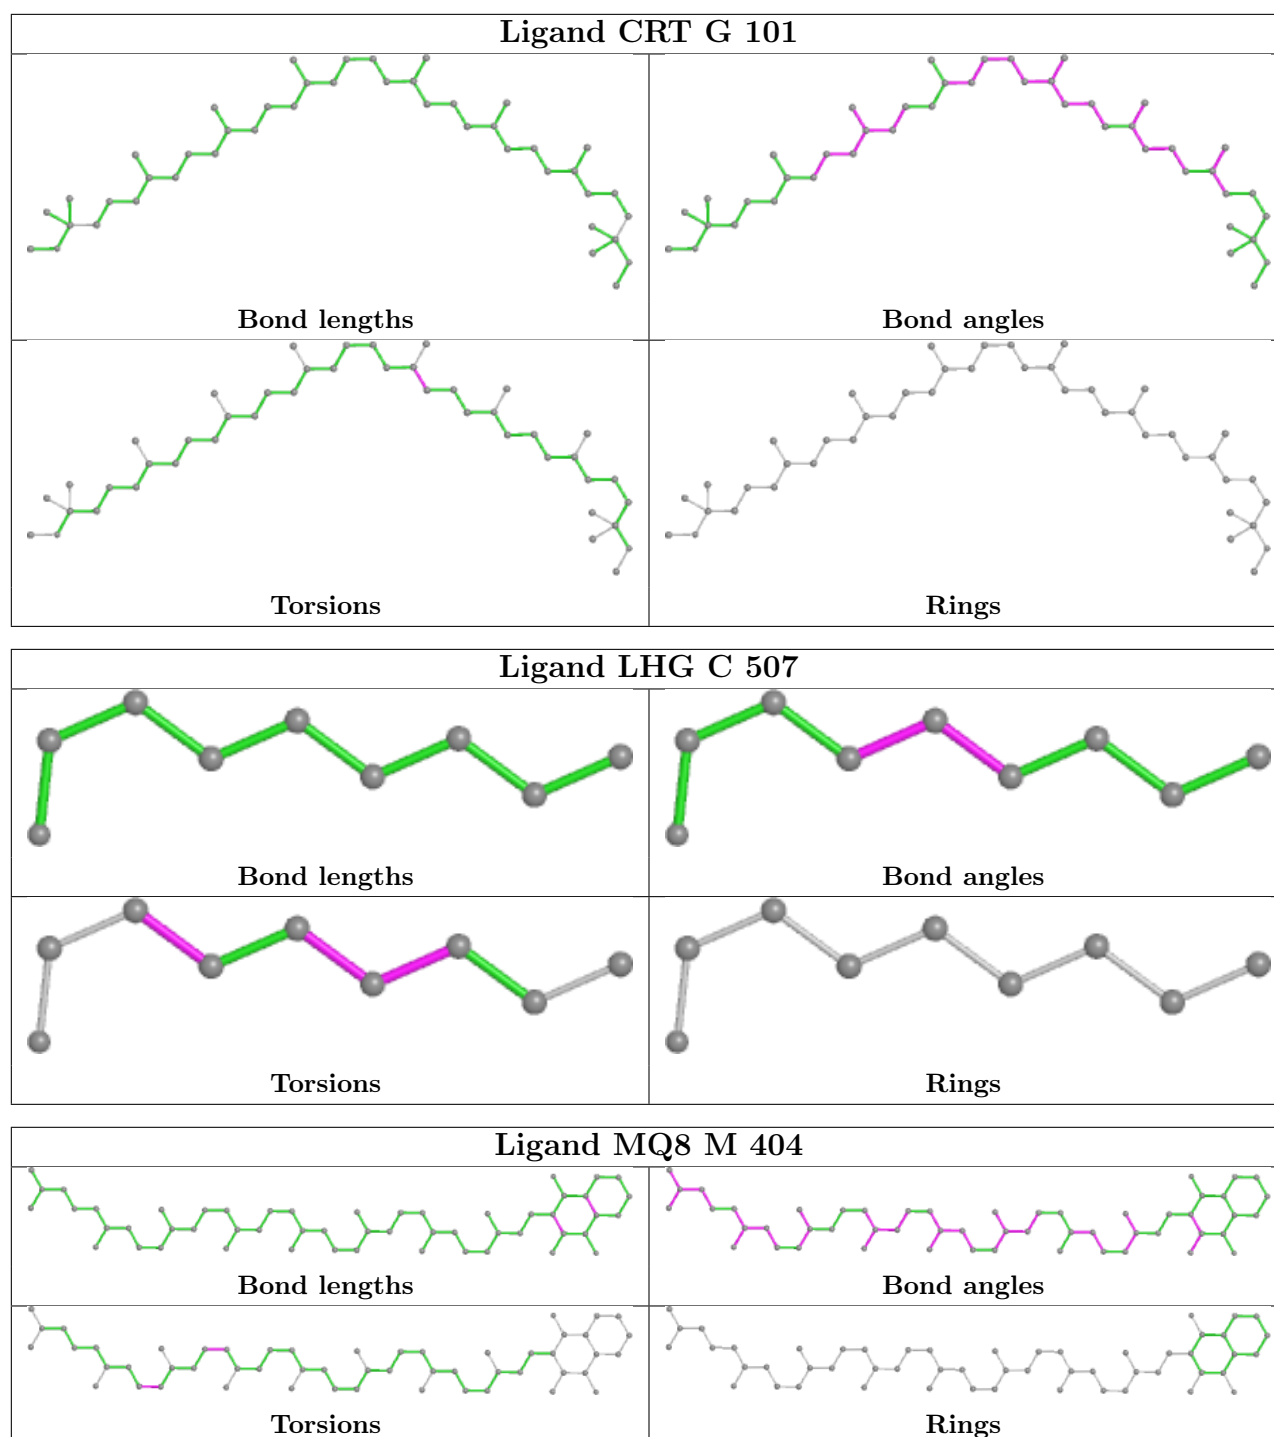 Ligand CRT G 101
Bond lengths
Bond angles
Torsions
Rings
Ligand LHG C 507
Bond lengths
Bond angles
Torsions
Rings
Ligand MQ8 M 404
Bond lengths
Bond angles
Torsions
Rings